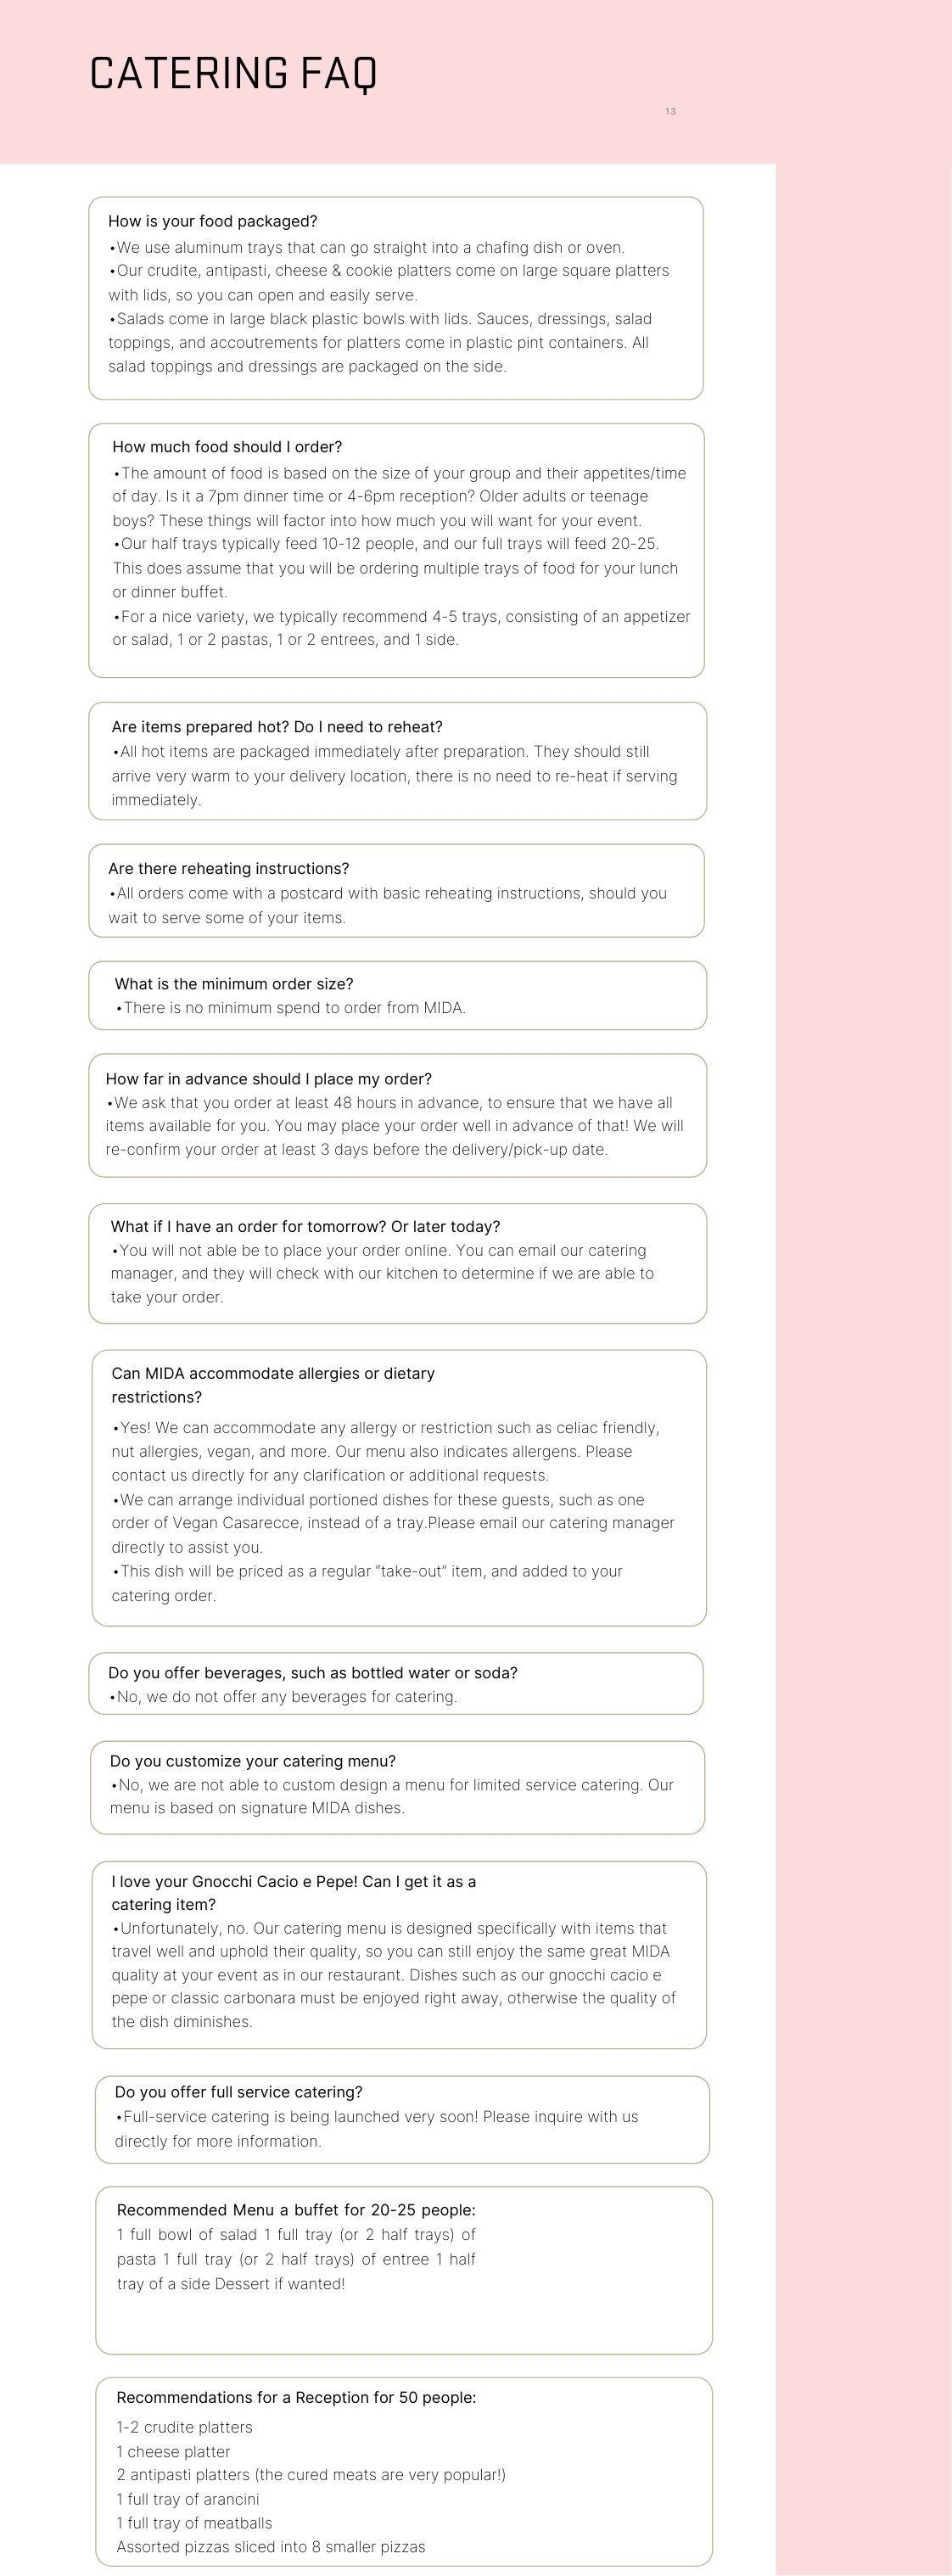 CATERING FAQ
13
How is your food packaged?
•We use aluminum trays that can go straight into a chafing dish or oven.
•Our crudite, antipasti, cheese & cookie platters come on large square platters
with lids, so you can open and easily serve.
•Salads come in large black plastic bowls with lids. Sauces, dressings, salad
toppings, and accoutrements for platters come in plastic pint containers. All
salad toppings and dressings are packaged on the side.
How much food should I order?
•The amount of food is based on the size of your group and their appetites/time
of day. Is it a 7pm dinner time or 4-6pm reception? Older adults or teenage
boys? These things will factor into how much you will want for your event.
•Our half trays typically feed 10-12 people, and our full trays will feed 20-25.
This does assume that you will be ordering multiple trays of food for your lunch
or dinner buffet.
•For a nice variety, we typically recommend 4-5 trays, consisting of an appetizer
or salad, 1 or 2 pastas, 1 or 2 entrees, and 1 side.
Are items prepared hot? Do I need to reheat?
•All hot items are packaged immediately after preparation. They should still
arrive very warm to your delivery location, there is no need to re-heat if serving
immediately.
Are there reheating instructions?
•All orders come with a postcard with basic reheating instructions, should you
wait to serve some of your items.
What is the minimum order size?
•There is no minimum spend to order from MIDA.
How far in advance should I place my order?
•We ask that you order at least 48 hours in advance, to ensure that we have all
items available for you. You may place your order well in advance of that! We will
re-confirm your order at least 3 days before the delivery/pick-up date.
What if I have an order for tomorrow? Or later today?
•You will not able be to place your order online. You can email our catering
manager, and they will check with our kitchen to determine if we are able to
take your order.
Can MIDA accommodate allergies or dietary
restrictions?
•Yes! We can accommodate any allergy or restriction such as celiac friendly,
nut allergies, vegan, and more. Our menu also indicates allergens. Please
contact us directly for any clarification or additional requests.
•We can arrange individual portioned dishes for these guests, such as one
order of Vegan Casarecce, instead of a tray.Please email our catering manager
directly to assist you.
•This dish will be priced as a regular “take-out” item, and added to your
catering order.
Do you offer beverages, such as bottled water or soda?
•No, we do not offer any beverages for catering.
Do you customize your catering menu?
•No, we are not able to custom design a menu for limited service catering. Our
menu is based on signature MIDA dishes.
I love your Gnocchi Cacio e Pepe! Can I get it as a
catering item?
•Unfortunately, no. Our catering menu is designed specifically with items that
travel well and uphold their quality, so you can still enjoy the same great MIDA
quality at your event as in our restaurant. Dishes such as our gnocchi cacio e
pepe or classic carbonara must be enjoyed right away, otherwise the quality of
the dish diminishes.
Do you offer full service catering?
•Full-service catering is being launched very soon! Please inquire with us
directly for more information.
Recommended Menu a buffet for 20-25 people:
1 full bowl of salad 1 full tray (or 2 half trays) of
pasta 1 full tray (or 2 half trays) of entree 1 half
tray of a side Dessert if wanted!
Recommendations for a Reception for 50 people:
1-2 crudite platters
1 cheese platter
2 antipasti platters (the cured meats are very popular!)
1 full tray of arancini
1 full tray of meatballs
Assorted pizzas sliced into 8 smaller pizzas